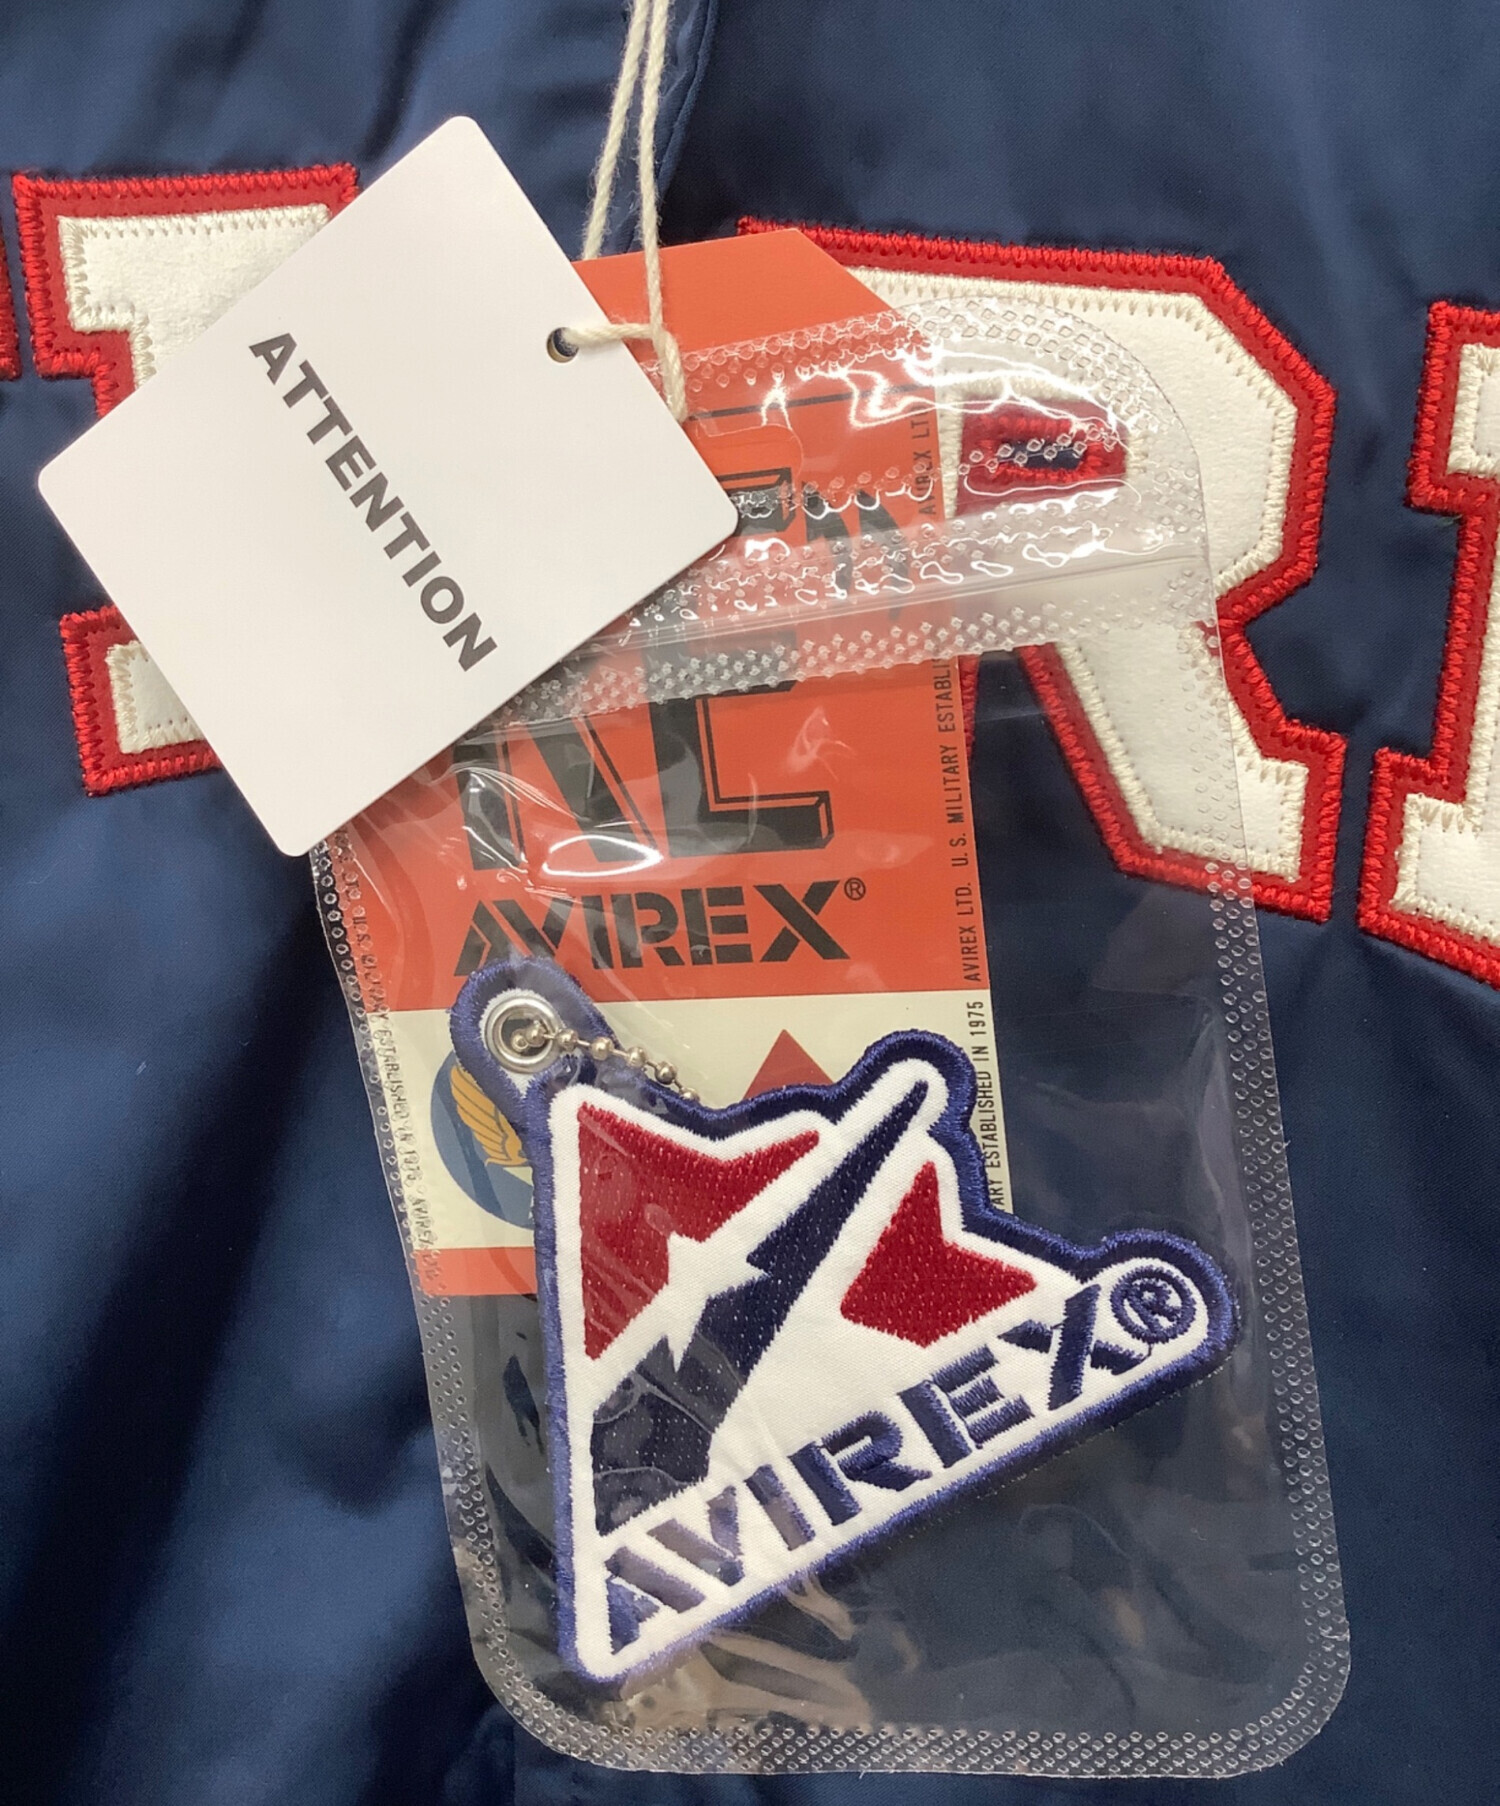 ATTENTION
AVIREX®
AVIREX LTD. U.S. MILITARY ESTABLISHED IN 1975
AVIREX®
R